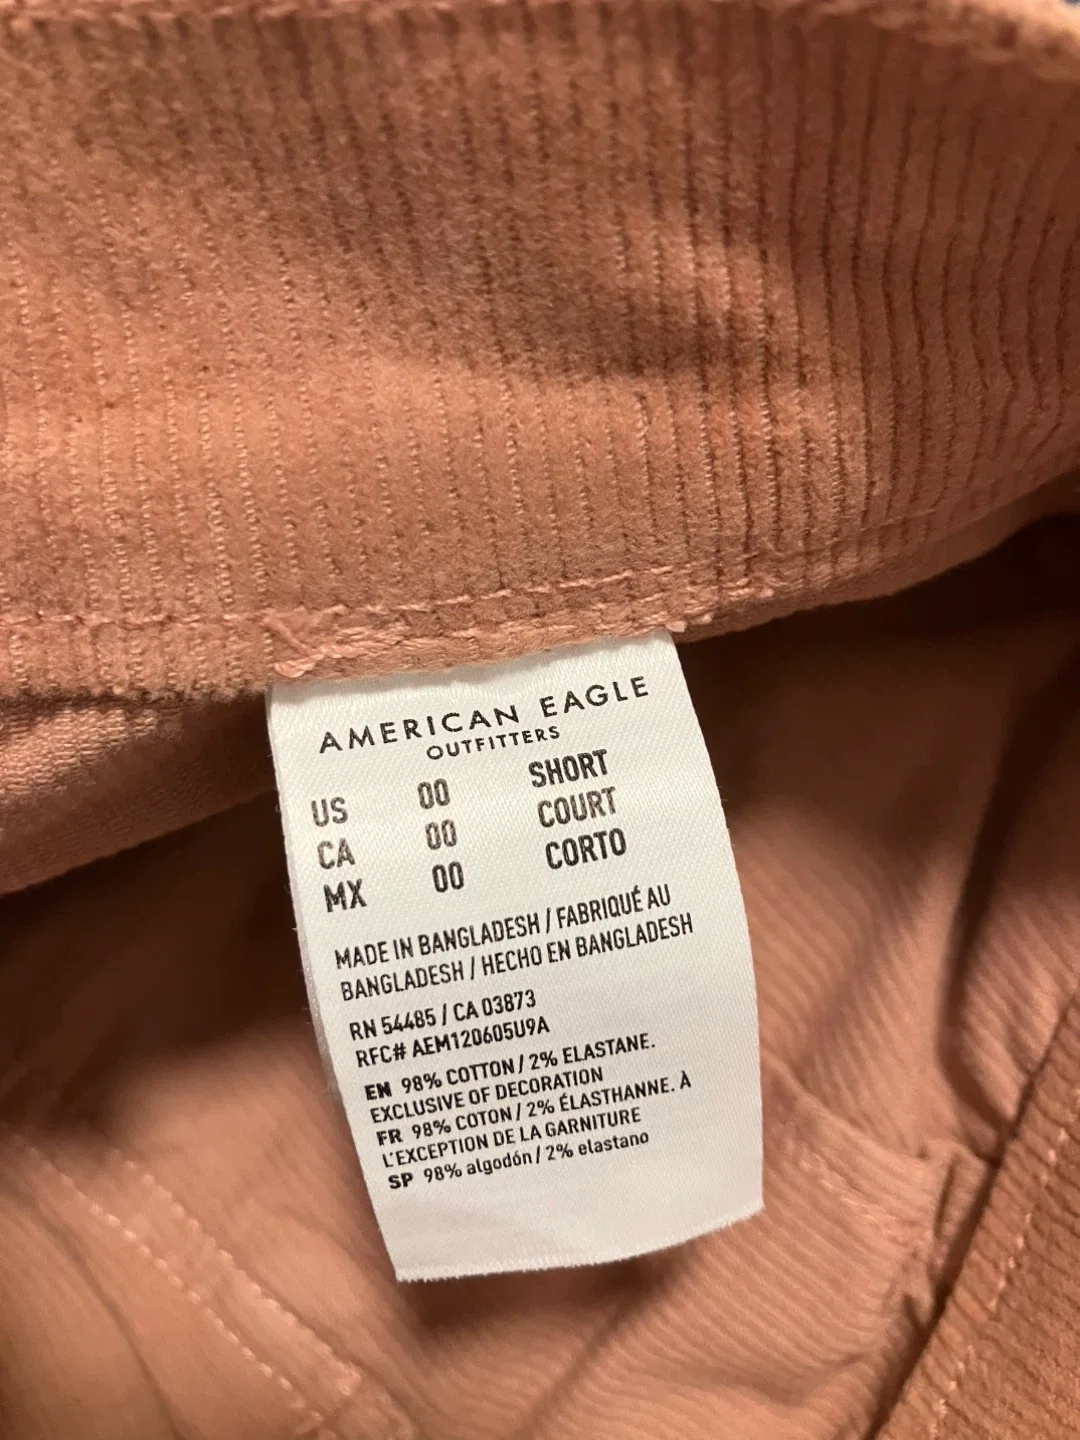 AMERICAN EAGLE
OUTFITTERS
US 00 SHORT
CA 00 COURT
MX 00 CORTO
MADE IN BANGLADESH / FABRIQUÉ AU
BANGLADESH / HECHO EN BANGLADESH
RN 54485 / CA 03873
RFC# AEM120605U9A
EN 98% COTTON / 2% ELASTANE.
EXCLUSIVE OF DECORATION
FR 98% COTON / 2% ÉLASTHANNE. À
L'EXCEPTION DE LA GARNITURE
SP 98% algodón / 2% elastano